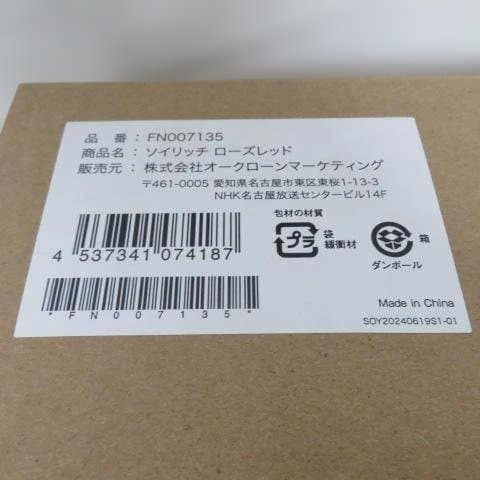 品 番 : FN007135
商品名 : ソイリッチ ローズレッド
販売元 : 株式会社オークローンマーケティング
〒461-0005 愛知県名古屋市東区東桜1-13-3
NHK名古屋放送センタービル14F
包材の材質
プラ 袋 緩衝材
箱
ダンボール
4 537341 074187
*FN007135*
Made in China
SOY20240619S1-01